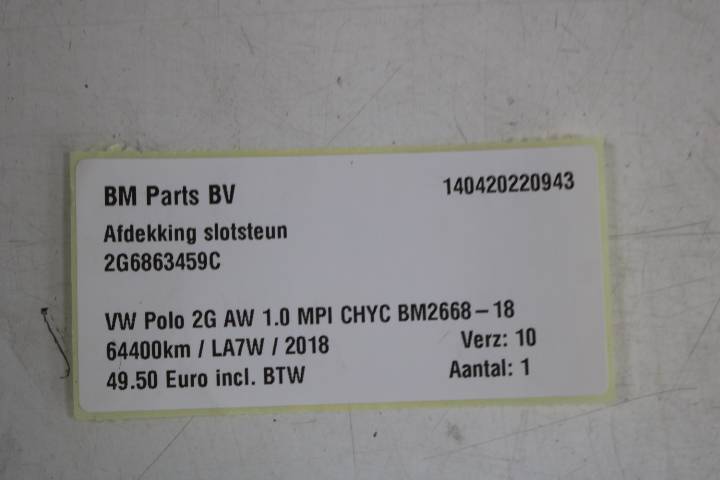 BM Parts BV 140420220943
Afdekking slotsteun
2G6863459C
VW Polo 2G AW 1.0 MPI CHYC BM2668-18
64400km / LA7W / 2018 Verz: 10
49.50 Euro incl. BTW Aantal: 1